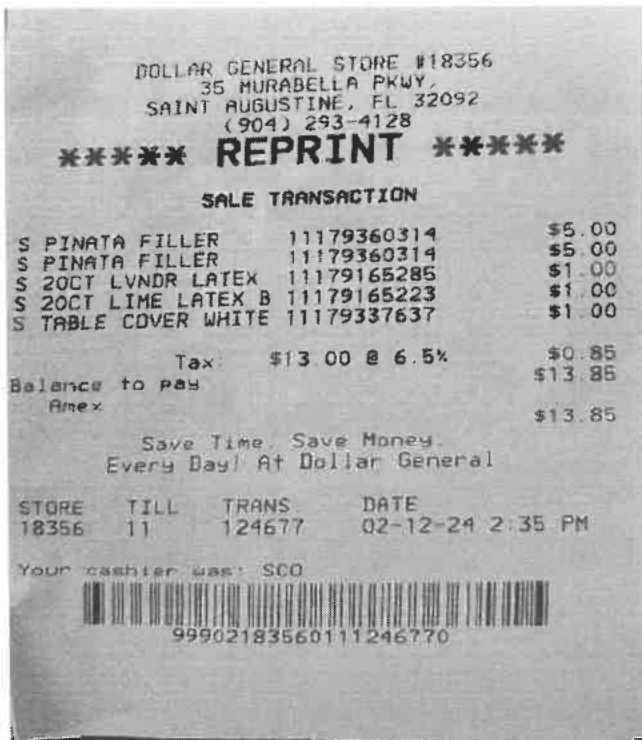 DOLLAR GENERAL STORE #18356
35 MURABELLA PKWY,
SAINT AUGUSTINE, FL 32092
(904) 293-4128
***** REPRINT *****
SALE TRANSACTION
S PINATA FILLER 11179360314 $5.00
S PINATA FILLER 11179360314 $5.00
S 20CT LVNDR LATEX 11179165285 $1.00
S 20CT LIME LATEX B 11179165223 $1.00
S TABLE COVER WHITE 11179337637 $1.00
Tax: $13.00 @ 6.5% $0.85
Balance to pay $13.85
Amex $13.85
Save Time. Save Money.
Every Day! At Dollar General
STORE TILL TRANS. DATE
18356 11 124677 02-12-24 2:35 PM
Your cashier was: SCO
99902183560111246770